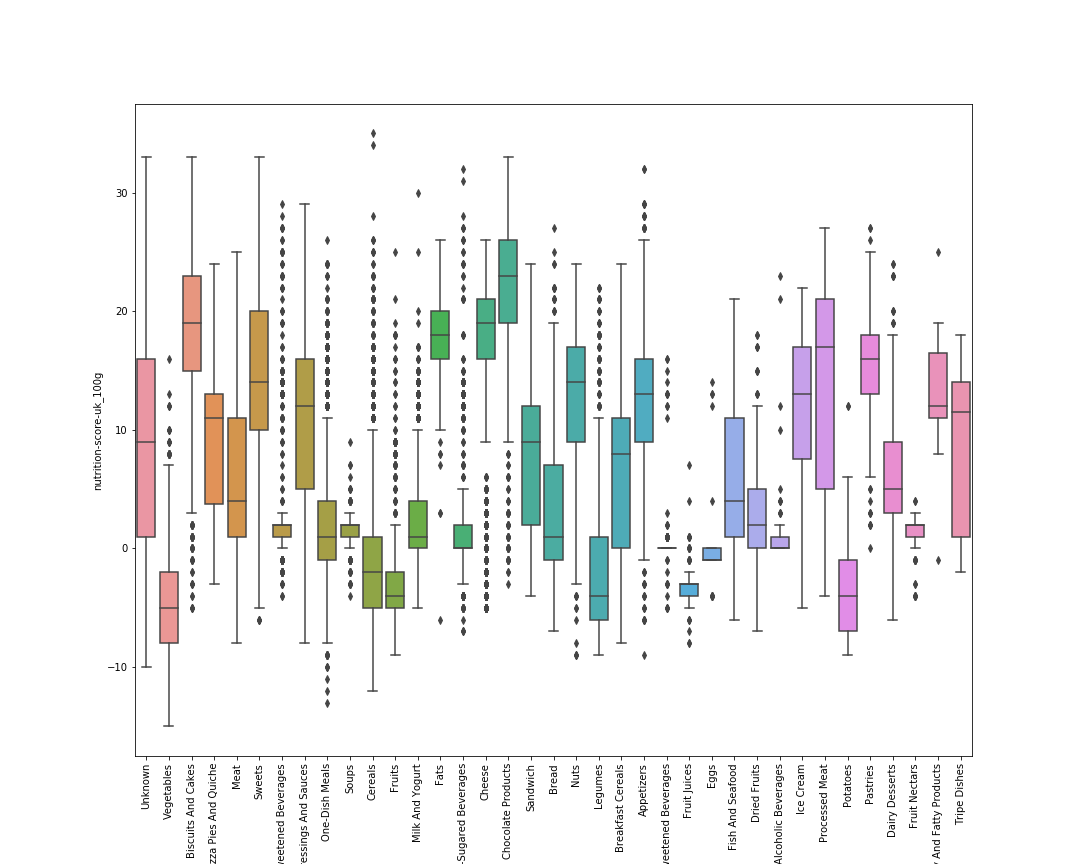 nutrition-score-uk_100g
30
20
10
0
−10
Unknown
Vegetables
Biscuits And Cakes
zza Pies And Quiche
Meat
Sweets
weetened Beverages
ressings And Sauces
One-Dish Meals
Soups
Cereals
Fruits
Milk And Yogurt
Fats
-Sugared Beverages
Cheese
Chocolate Products
Sandwich
Bread
Nuts
Legumes
Breakfast Cereals
Appetizers
weetened Beverages
Fruit Juices
Eggs
Fish And Seafood
Dried Fruits
Alcoholic Beverages
Ice Cream
Processed Meat
Potatoes
Pastries
Dairy Desserts
Fruit Nectars
y And Fatty Products
Tripe Dishes